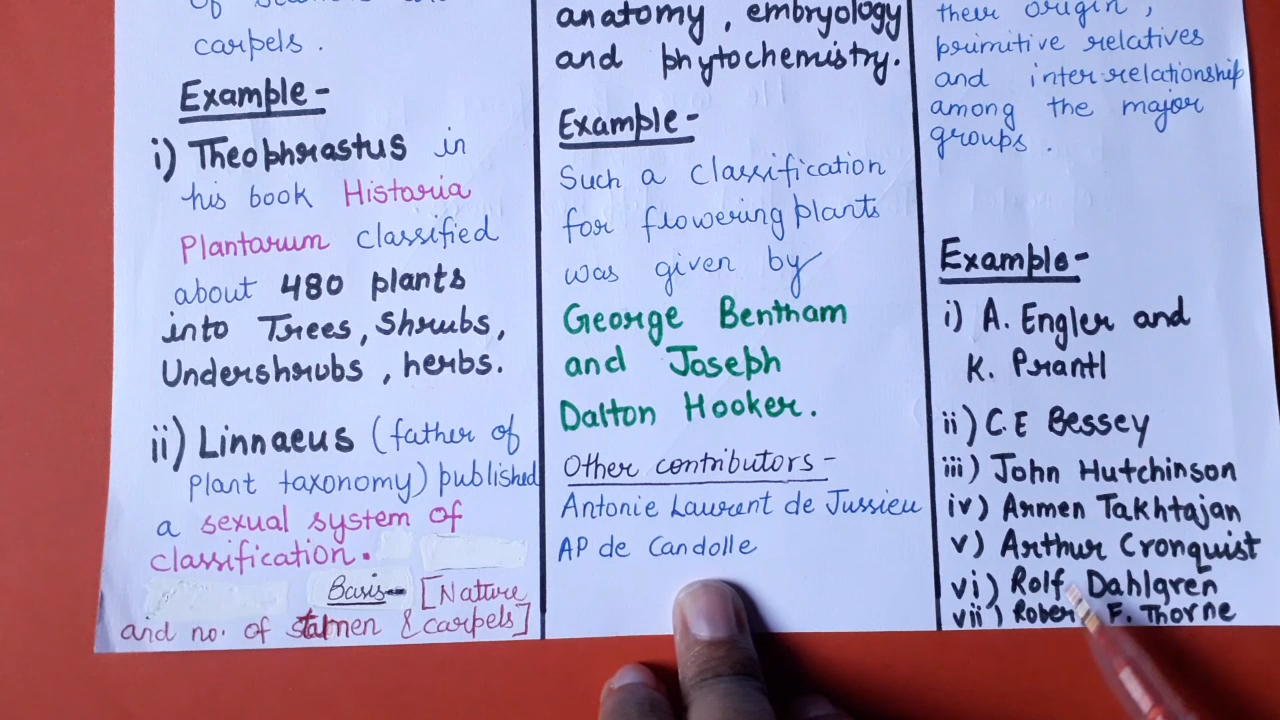 of stamens and
carpels.
Example-
i) Theophrastus in
his book Historia
Plantarum classified
about 480 plants
into Trees, Shrubs,
Undershrubs, herbs.
ii) Linnaeus (father of
plant taxonomy) published
a sexual system of
classification.
Basis- [Nature
and no. of stamen & carpels]
anatomy, embryology
and phytochemistry.
Example-
Such a classification
for flowering plants
was given by
George Bentham
and Joseph
Dalton Hooker.
Other contributors-
Antonie Laurent de Jussieu
AP de Candolle
their origin,
primitive relatives
and inter-relationship
among the major
groups.
Example-
i) A. Engler and
K. Prantl
ii) C.E Bessey
iii) John Hutchinson
iv) Armen Takhtajan
v) Arthur Cronquist
vi) Rolf Dahlgren
vii) F. Thorne